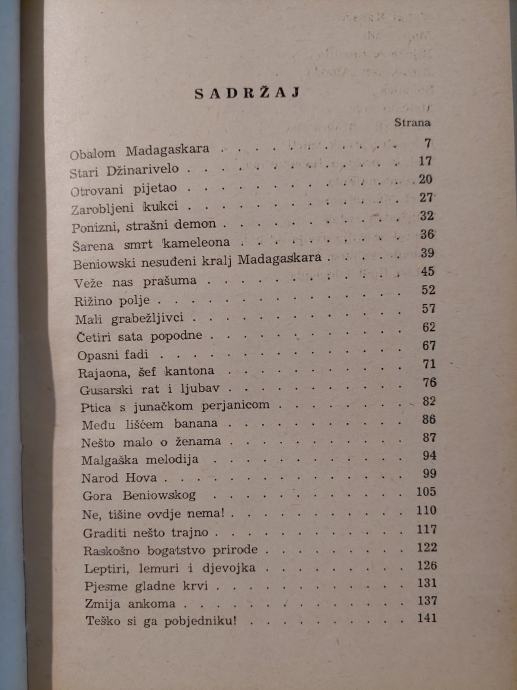 SADRŽAJ
Strana
Obalom Madagaskara . . . . . . . . . . 7
Stari Džinarivelo . . . . . . . . . . . 17
Otrovani pijetao . . . . . . . . . . . 20
Zarobljeni kukci . . . . . . . . . . . 27
Ponizni, strašni demon . . . . . . . . . 32
Šarena smrt kameleona . . . . . . . . . 36
Beniowski nesuđeni kralj Madagaskara . . . . 39
Veže nas prašuma . . . . . . . . . . . 45
Rižino polje . . . . . . . . . . . . . 52
Mali grabežljivci . . . . . . . . . . . 57
Četiri sata popodne . . . . . . . . . . 62
Opasni fadi . . . . . . . . . . . . . 67
Rajaona, šef kantona . . . . . . . . . . 71
Gusarski rat i ljubav . . . . . . . . . . 76
Ptica s junačkom perjanicom . . . . . . . 82
Među lišćem banana . . . . . . . . . . 86
Nešto malo o ženama . . . . . . . . . . 87
Malgaška melodija . . . . . . . . . . . 94
Narod Hova . . . . . . . . . . . . . 99
Gora Beniowskog . . . . . . . . . . . 105
Ne, tišine ovdje nema! . . . . . . . . . 110
Graditi nešto trajno . . . . . . . . . . 117
Raskošno bogatstvo prirode . . . . . . . . 122
Leptiri, lemuri i djevojka . . . . . . . . 126
Pjesme gladne krvi . . . . . . . . . . 131
Zmija ankoma . . . . . . . . . . . . 137
Teško si ga pobjedniku! . . . . . . . . . 141